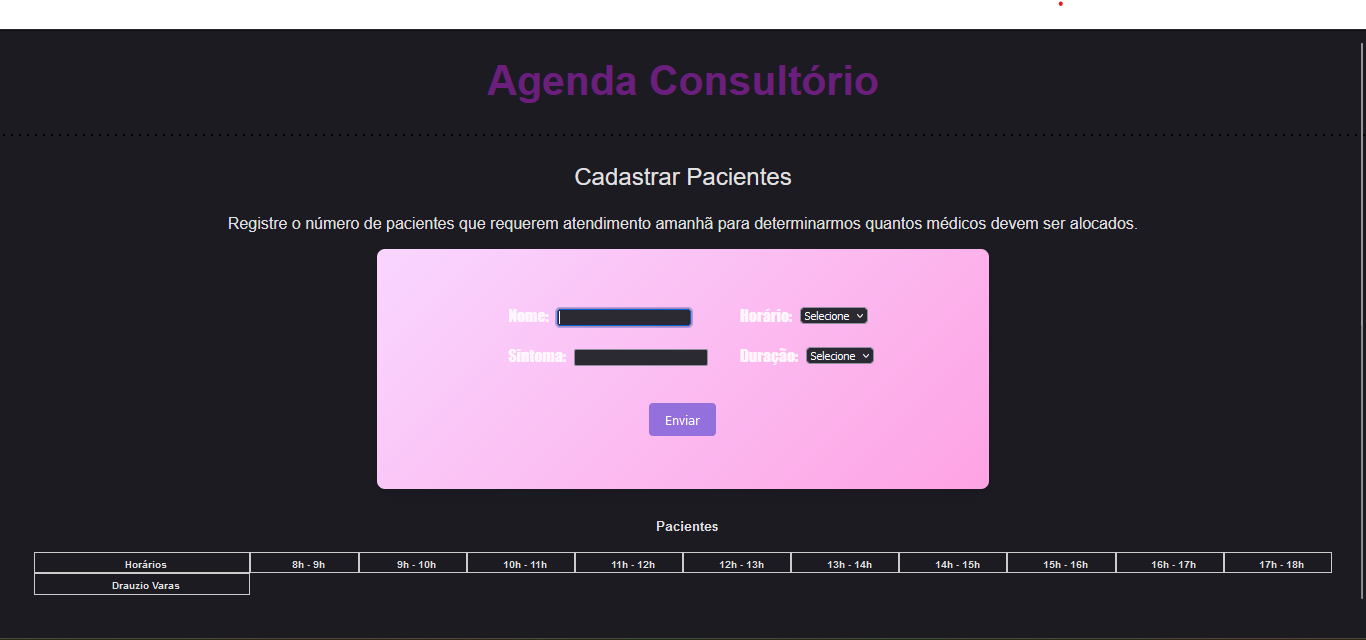 Agenda Consultório
Cadastrar Pacientes
Registre o número de pacientes que requerem atendimento amanhã para determinarmos quantos médicos devem ser alocados.
Nome: Horário: Selecione
Sintoma: Duração: Selecione
Enviar
Pacientes
Horários 8h - 9h 9h - 10h 10h - 11h 11h - 12h 12h - 13h 13h - 14h 14h - 15h 15h - 16h 16h - 17h 17h - 18h
Drauzio Varas